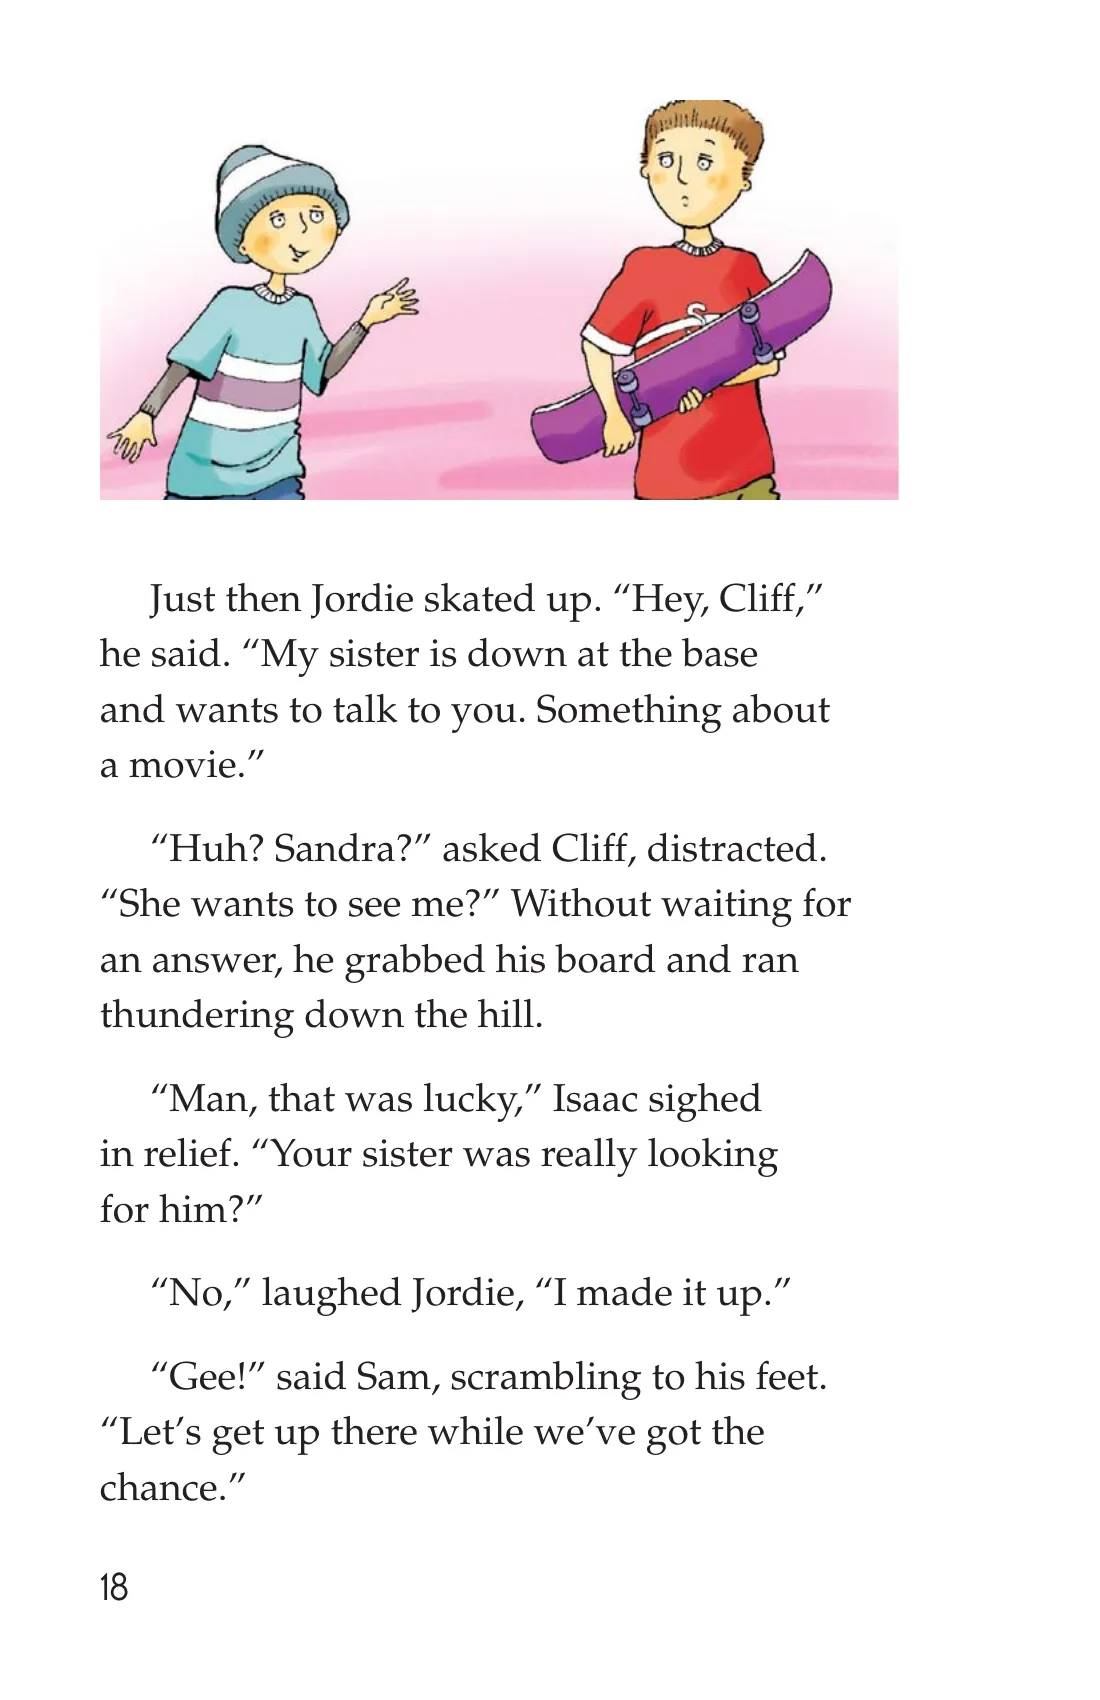 S
Just then Jordie skated up. “Hey, Cliff,”
he said. “My sister is down at the base
and wants to talk to you. Something about
a movie.”
“Huh? Sandra?” asked Cliff, distracted.
“She wants to see me?” Without waiting for
an answer, he grabbed his board and ran
thundering down the hill.
“Man, that was lucky,” Isaac sighed
in relief. “Your sister was really looking
for him?”
“No,” laughed Jordie, “I made it up.”
“Gee!” said Sam, scrambling to his feet.
“Let’s get up there while we’ve got the
chance.”
18